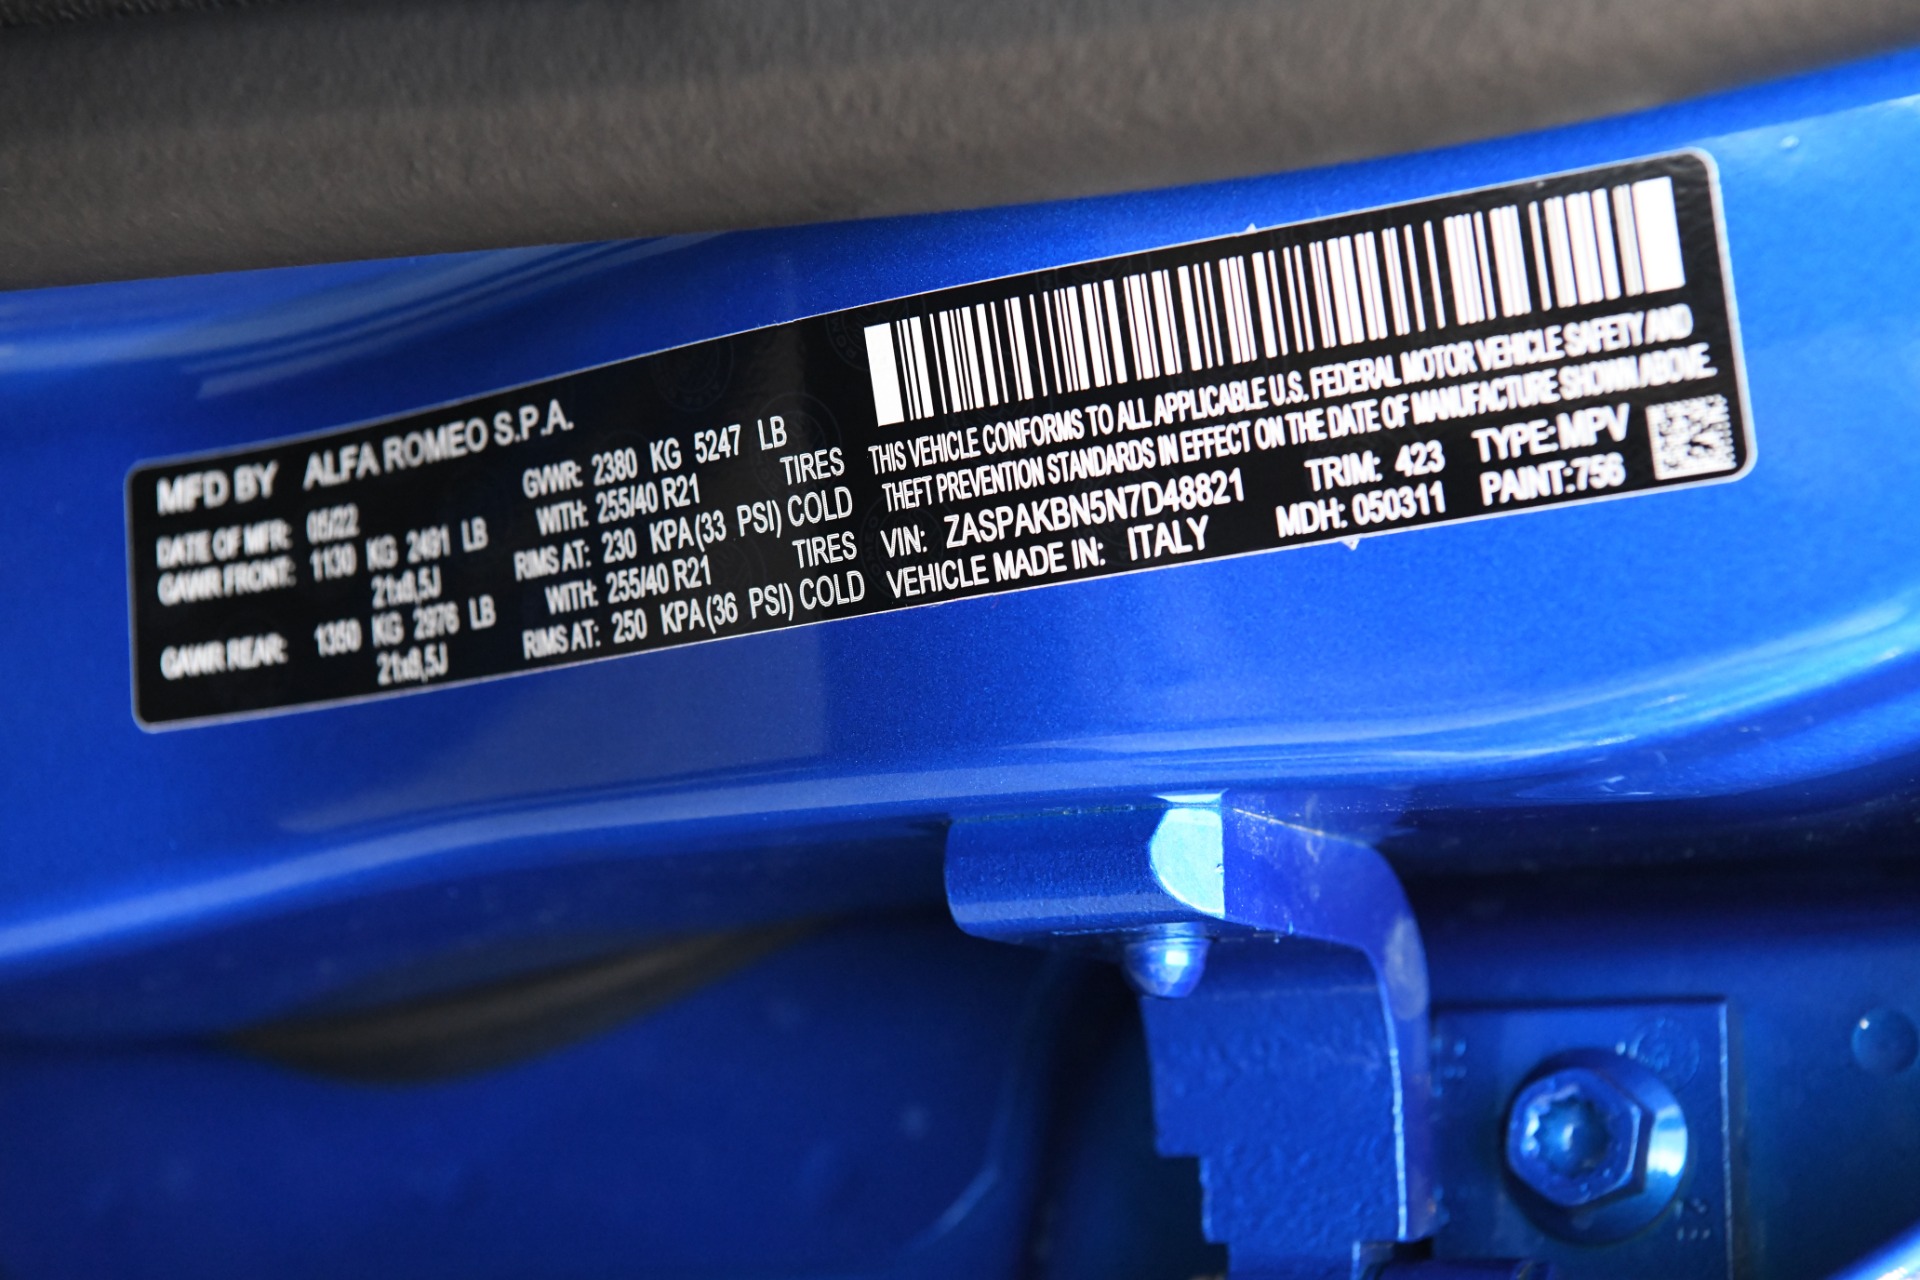 MFD BY ALFA ROMEO S.P.A.
DATE OF MFR: 05/22 GVWR: 2380 KG 5247 LB
GAWR FRONT: 1130 KG 2491 LB WITH: 255/40 R21 TIRES
21x8,5J RIMS AT: 230 KPA(33 PSI) COLD
GAWR REAR: 1350 KG 2976 LB WITH: 255/40 R21 TIRES
21x8,5J RIMS AT: 250 KPA(36 PSI) COLD
THIS VEHICLE CONFORMS TO ALL APPLICABLE U.S. FEDERAL MOTOR VEHICLE SAFETY AND
THEFT PREVENTION STANDARDS IN EFFECT ON THE DATE OF MANUFACTURE SHOWN ABOVE.
VIN: ZASPAKBN5N7D48821 TRIM: 423 TYPE: MPV
VEHICLE MADE IN: ITALY MDH: 050311 PAINT:756